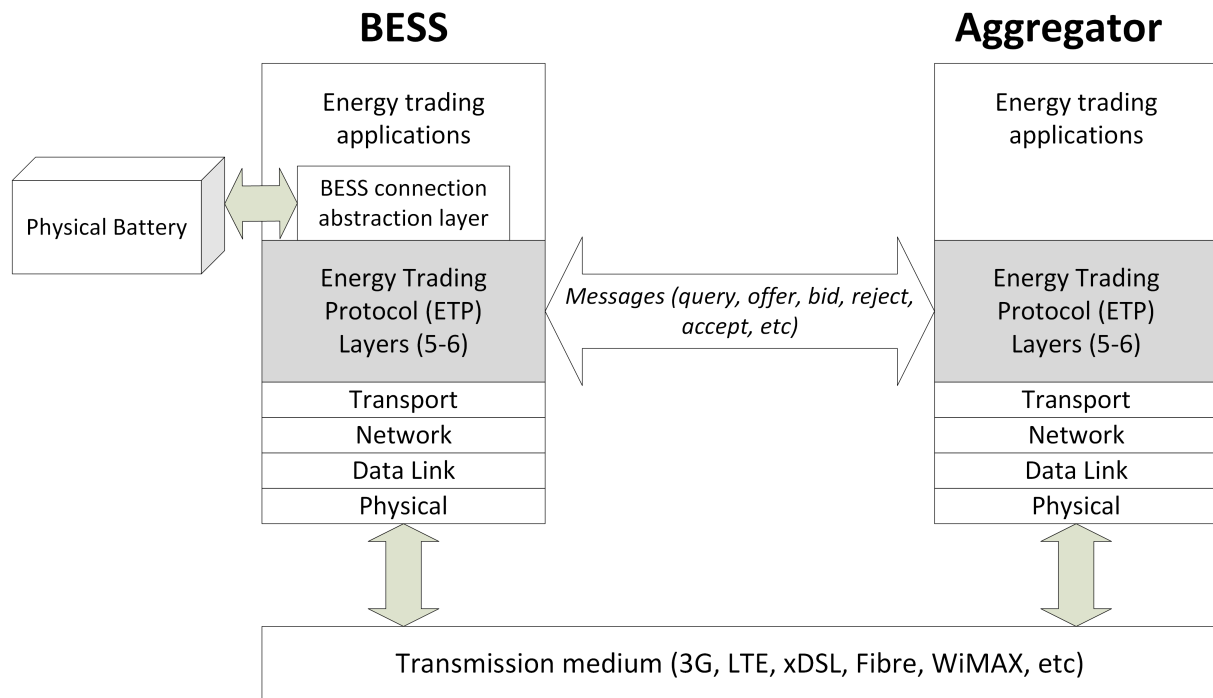 BESS
Aggregator
Energy trading
applications
BESS connection
abstraction layer
Physical Battery
Energy Trading
Protocol (ETP)
Layers (5-6)
Transport
Network
Data Link
Physical
Messages (query, offer, bid, reject,
accept, etc)
Energy trading
applications
Energy Trading
Protocol (ETP)
Layers (5-6)
Transport
Network
Data Link
Physical
Transmission medium (3G, LTE, xDSL, Fibre, WiMAX, etc)